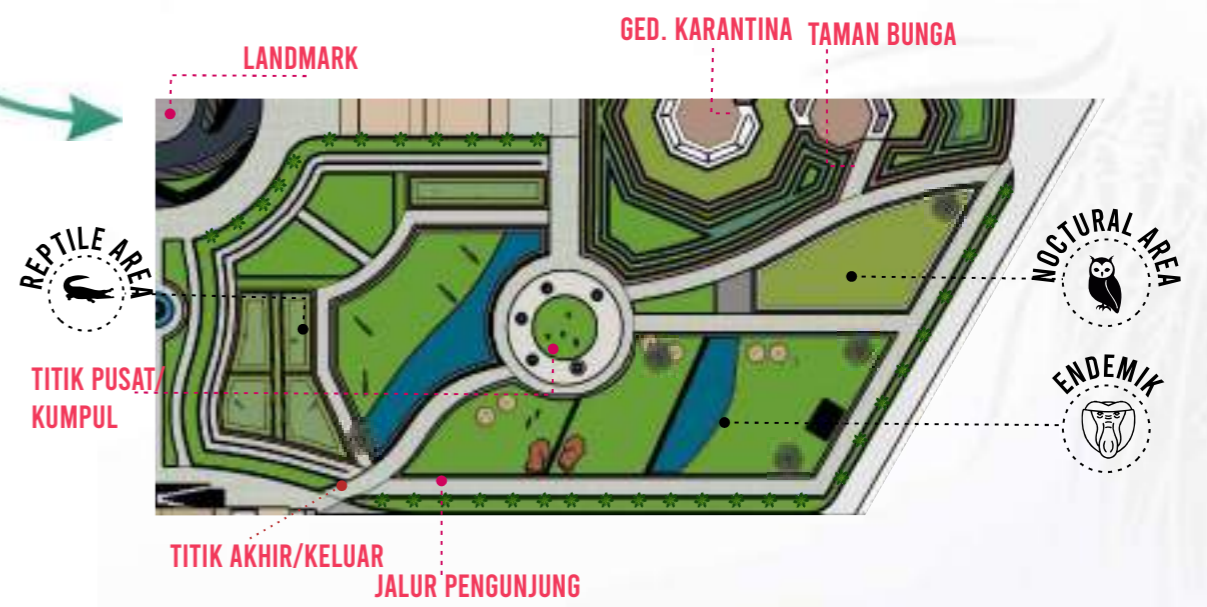 GED. KARANTINA
TAMAN BUNGA
LANDMARK
REPTILE AREA
NOCTURAL AREA
TITIK PUSAT/
KUMPUL
ENDEMIK
TITIK AKHIR/KELUAR
JALUR PENGUNJUNG